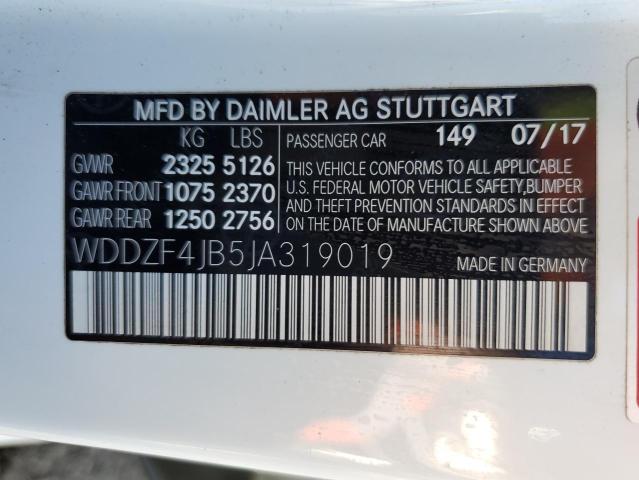 MFD BY DAIMLER AG STUTTGART
KG LBS PASSENGER CAR 149 07/17
GVWR 2325 5126
GAWR FRONT 1075 2370
GAWR REAR 1250 2756
THIS VEHICLE CONFORMS TO ALL APPLICABLE
U.S. FEDERAL MOTOR VEHICLE SAFETY,BUMPER
AND THEFT PREVENTION STANDARDS IN EFFECT
ON THE DATE OF MANUFACTURE SHOWN ABOVE
WDDZF4JB5JA319019 MADE IN GERMANY